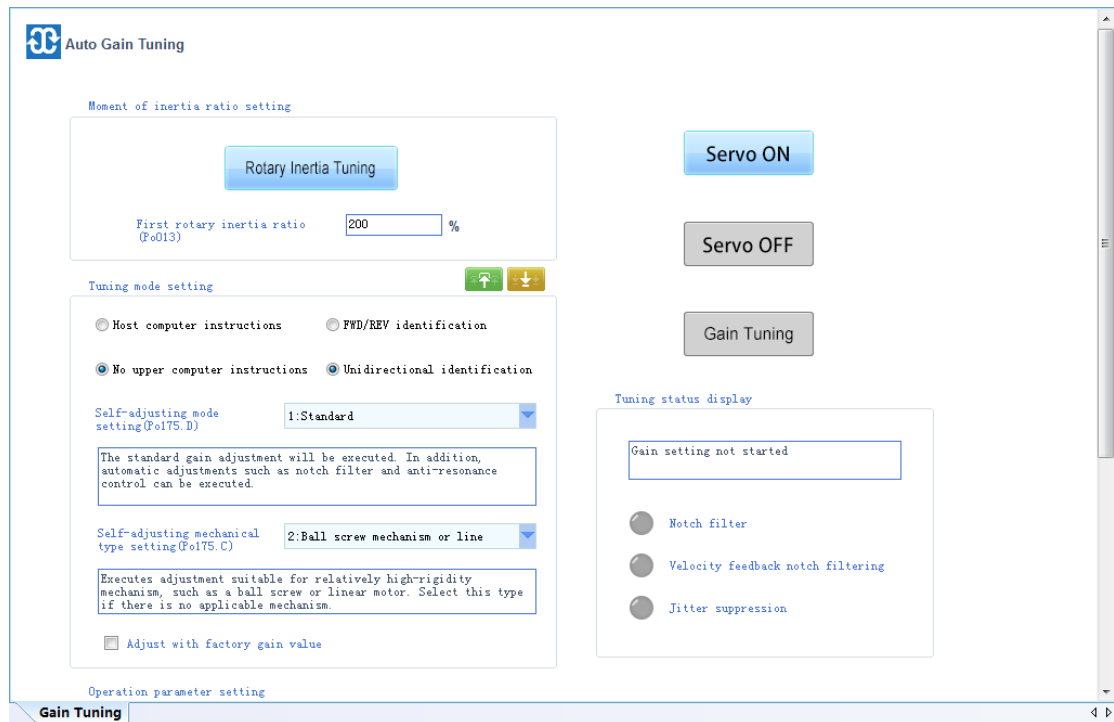 Auto Gain Tuning
Moment of inertia ratio setting
Rotary Inertia Tuning
First rotary inertia ratio
(Po013)
200
%
Tuning mode setting
Host computer instructions
FWD/REV identification
No upper computer instructions
Unidirectional identification
Self-adjusting mode
setting(Po175.D)
1:Standard
The standard gain adjustment will be executed. In addition,
automatic adjustments such as notch filter and anti-resonance
control can be executed.
Self-adjusting mechanical
type setting(Po175.C)
2:Ball screw mechanism or line
Executes adjustment suitable for relatively high-rigidity
mechanism, such as a ball screw or linear motor. Select this type
if there is no applicable mechanism.
Adjust with factory gain value
Operation parameter setting
Servo ON
Servo OFF
Gain Tuning
Tuning status display
Gain setting not started
Notch filter
Velocity feedback notch filtering
Jitter suppression
Gain Tuning